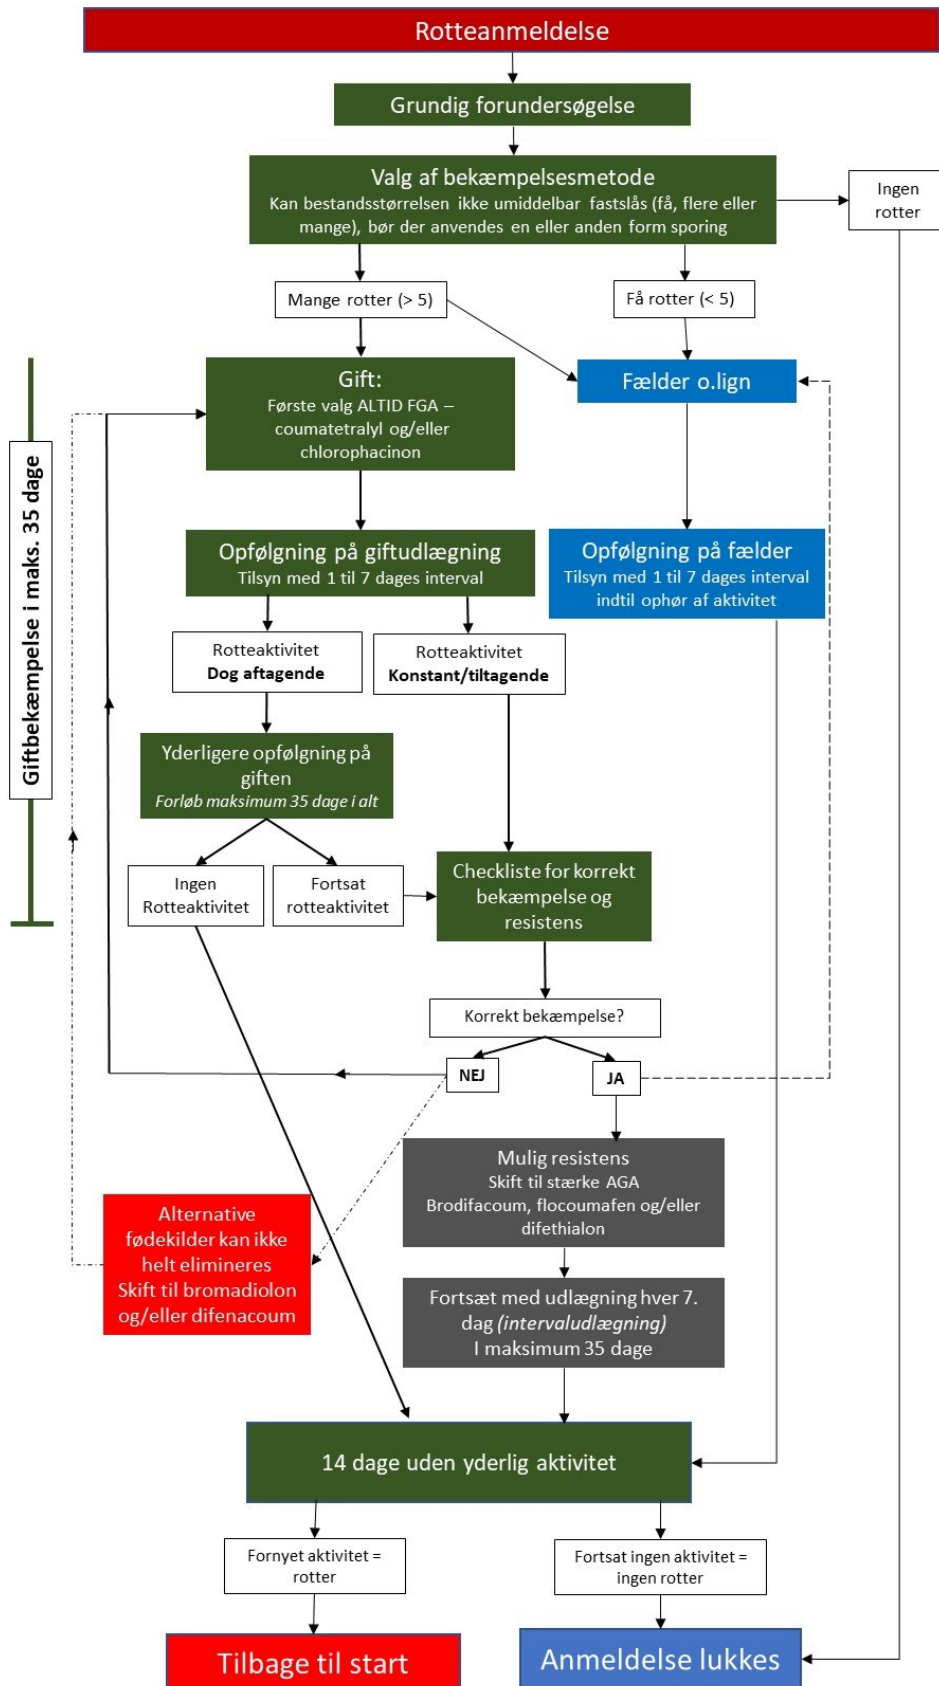 Rotteanmeldelse
Grundig forundersøgelse
Valg af bekæmpelsesmetode
Kan bestandsstørrelsen ikke umiddelbar fastslås (få, flere eller
mange), bør der anvendes en eller anden form sporing
Ingen
rotter
Mange rotter (> 5)
Få rotter (< 5)
Gift:
Første valg ALTID FGA –
coumatetralyl og/eller
chlorophacinon
Fælder o.lign
Giftbekæmpelse i maks. 35 dage
Opfølgning på giftudlægning
Tilsyn med 1 til 7 dages interval
Opfølgning på fælder
Tilsyn med 1 til 7 dages interval
indtil ophør af aktivitet
Rotteaktivitet
Dog aftagende
Rotteaktivitet
Konstant/tiltagende
Yderligere opfølgning på
giften
Forløb maksimum 35 dage i alt
Ingen
Rotteaktivitet
Fortsat
rotteaktivitet
Checkliste for korrekt
bekæmpelse og
resistens
Korrekt bekæmpelse?
NEJ
JA
Mulig resistens
Skift til stærke AGA
Brodifacoum, flocoumafen og/eller
difethialon
Alternative
fødekilder kan ikke
helt elimineres
Skift til bromadiolon
og/eller difenacoum
Fortsæt med udlægning hver 7.
dag (intervaludlægning)
I maksimum 35 dage
14 dage uden yderlig aktivitet
Fornyet aktivitet =
rotter
Fortsat ingen aktivitet =
ingen rotter
Tilbage til start
Anmeldelse lukkes